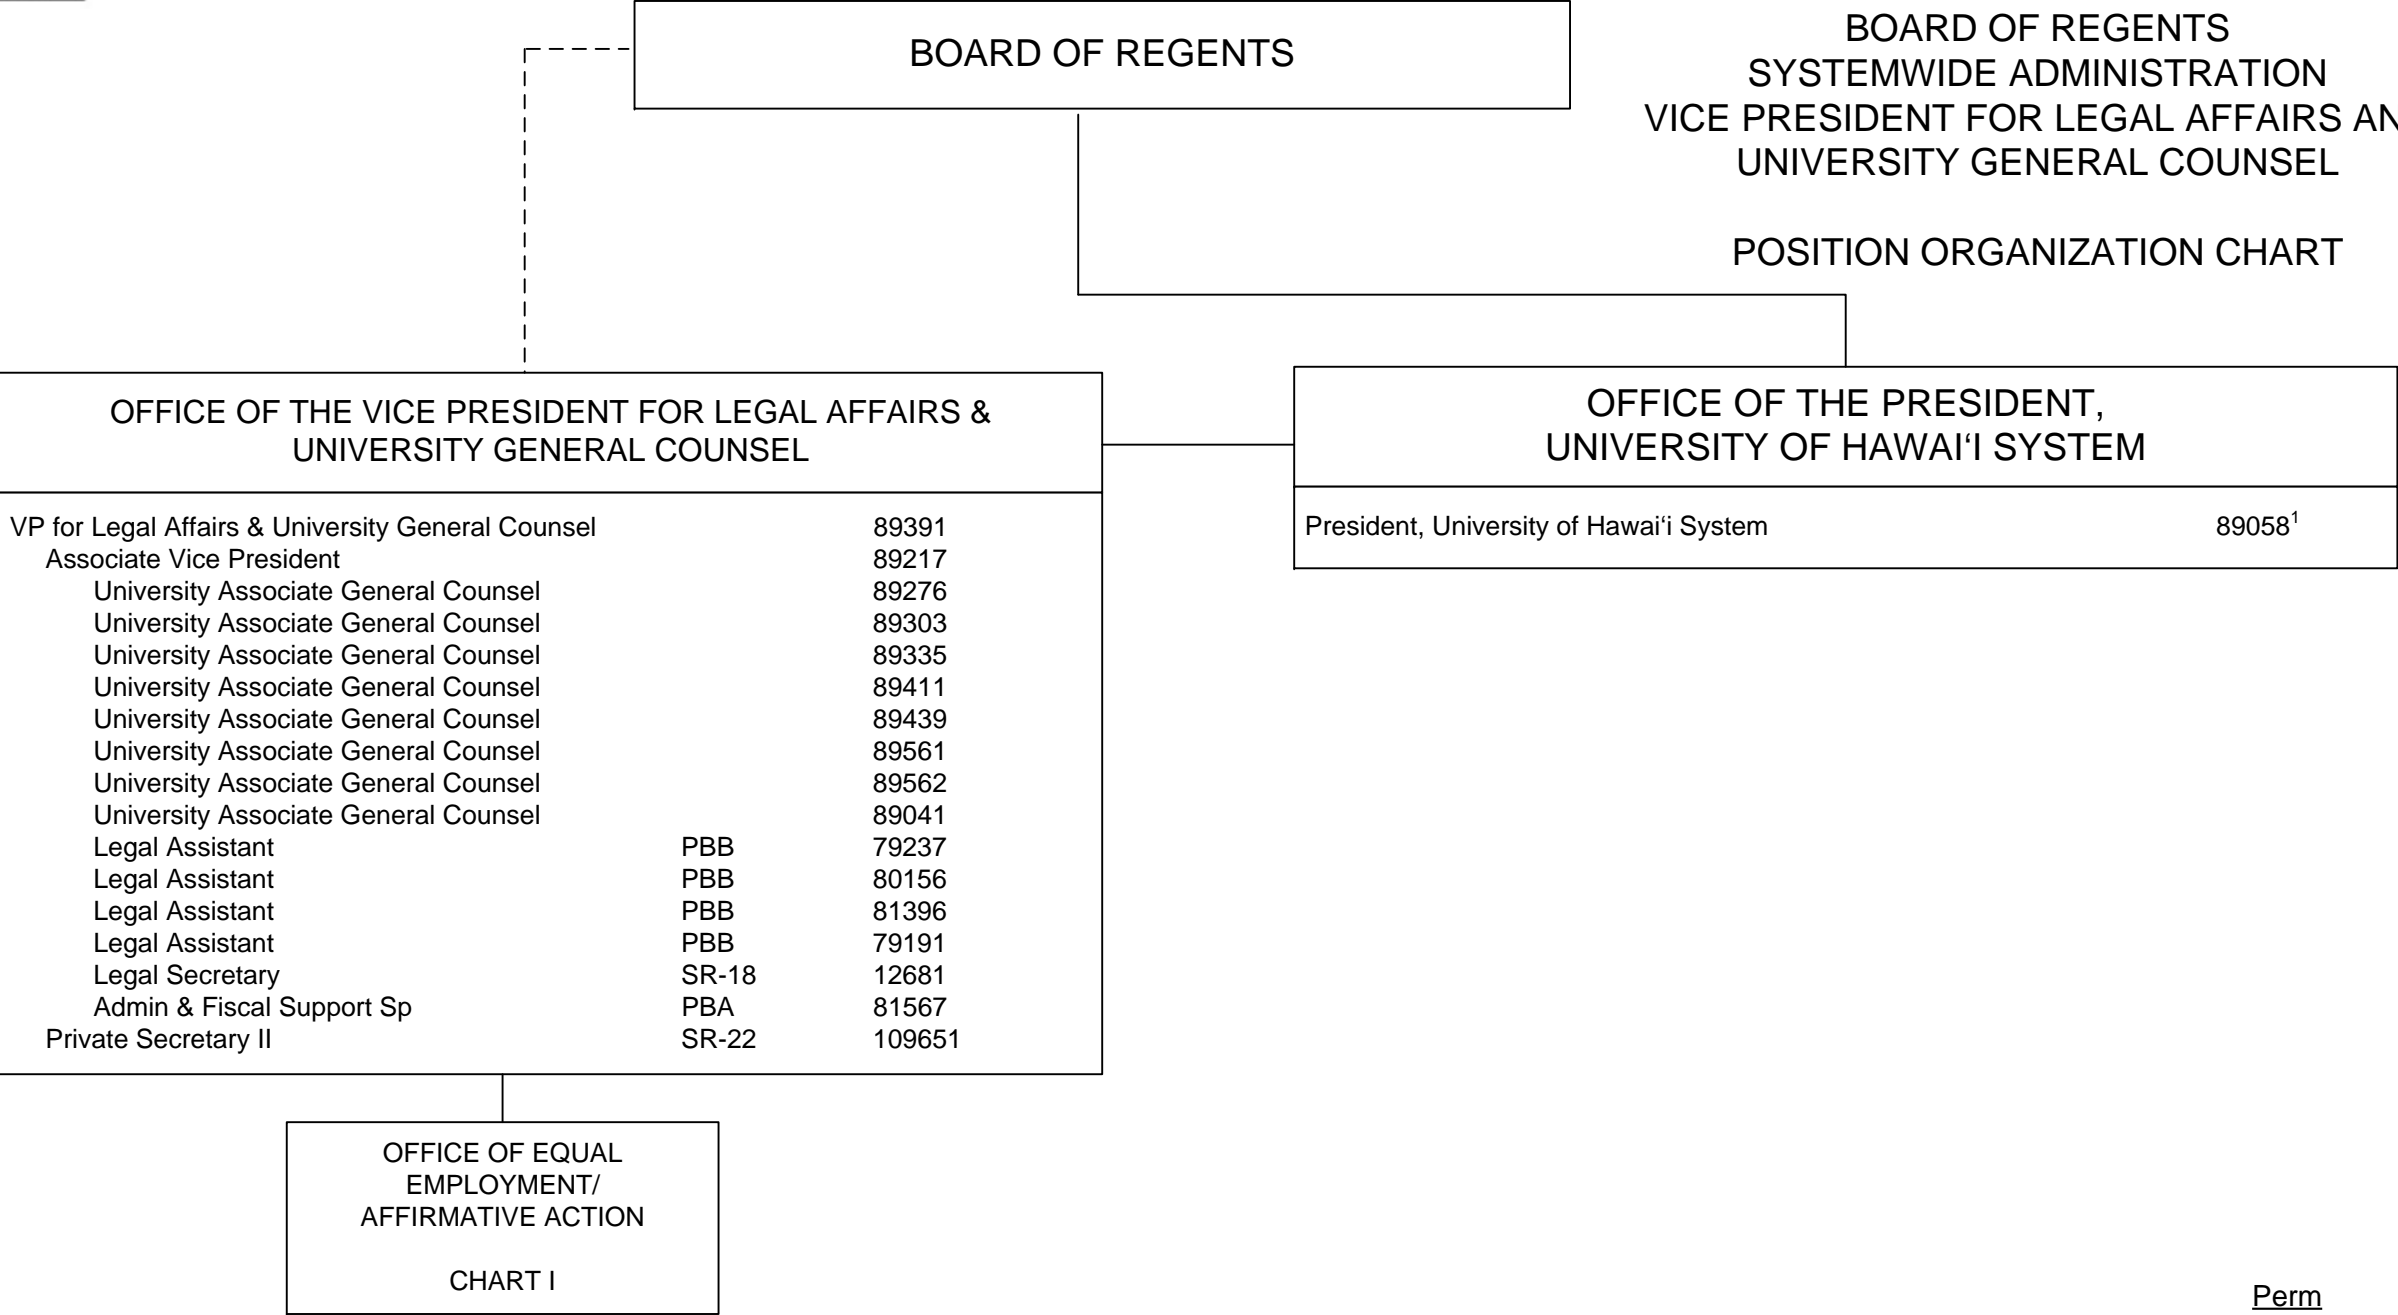 BOARD OF REGENTS
BOARD OF REGENTS
SYSTEMWIDE ADMINISTRATION
VICE PRESIDENT FOR LEGAL AFFAIRS AN
UNIVERSITY GENERAL COUNSEL
POSITION ORGANIZATION CHART
OFFICE OF THE VICE PRESIDENT FOR LEGAL AFFAIRS &
UNIVERSITY GENERAL COUNSEL
VP for Legal Affairs & University General Counsel 89391
Associate Vice President 89217
University Associate General Counsel 89276
University Associate General Counsel 89303
University Associate General Counsel 89335
University Associate General Counsel 89411
University Associate General Counsel 89439
University Associate General Counsel 89561
University Associate General Counsel 89562
University Associate General Counsel 89041
Legal Assistant PBB 79237
Legal Assistant PBB 80156
Legal Assistant PBB 81396
Legal Assistant PBB 79191
Legal Secretary SR-18 12681
Admin & Fiscal Support Sp PBA 81567
Private Secretary II SR-22 109651
OFFICE OF THE PRESIDENT,
UNIVERSITY OF HAWAI‘I SYSTEM
President, University of Hawai‘i System 89058¹
OFFICE OF EQUAL
EMPLOYMENT/
AFFIRMATIVE ACTION
CHART I
Perm